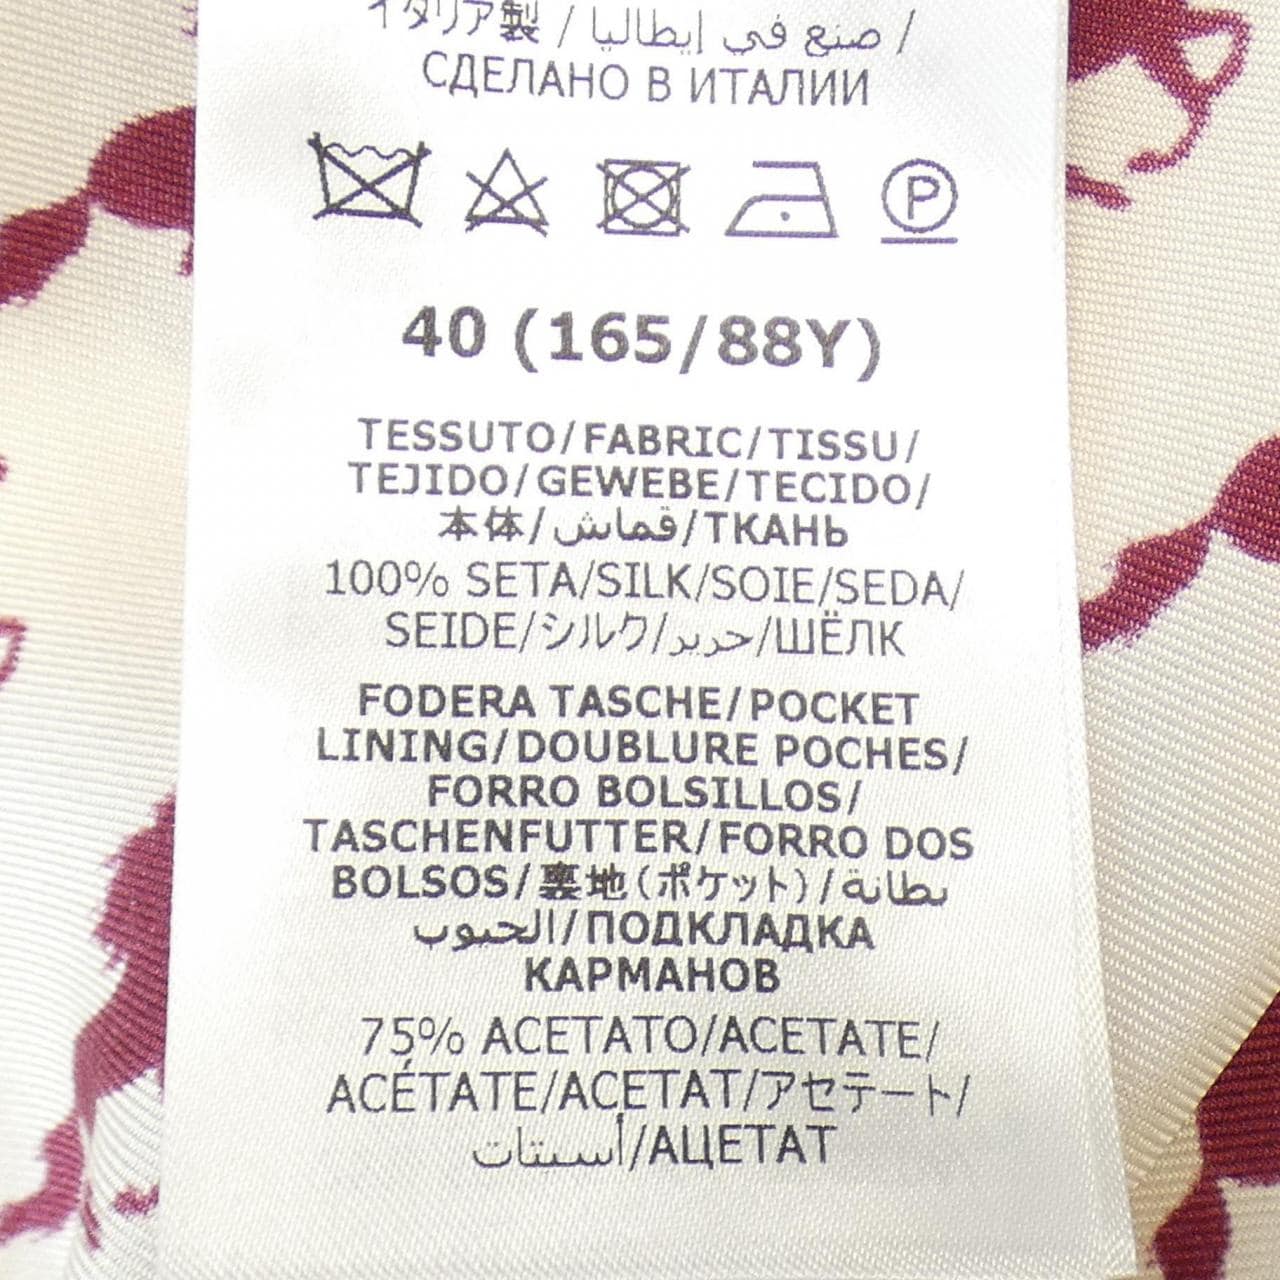 イタリア製 / صنع في إيطاليا /
СДЕЛАНО В ИТАЛИИ
P
40 (165/88Y)
TESSUTO/FABRIC/TISSU/
TEJIDO/GEWEBE/TECIDO/
本体/قماش/ТКАНЬ
100% SETA/SILK/SOIE/SEDA/
SEIDE/シルク/حرير/ШЁЛК
FODERA TASCHE/POCKET
LINING/DOUBLURE POCHES/
FORRO BOLSILLOS/
TASCHENFUTTER/FORRO DOS
BOLSOS/裏地(ポケット)/بطانة
الجيوب/ПОДКЛАДКА
КАРМАНОВ
75% ACETATO/ACETATE/
ACÉTATE/ACETAT/アセテート/
أسيتات/АЦЕТАТ